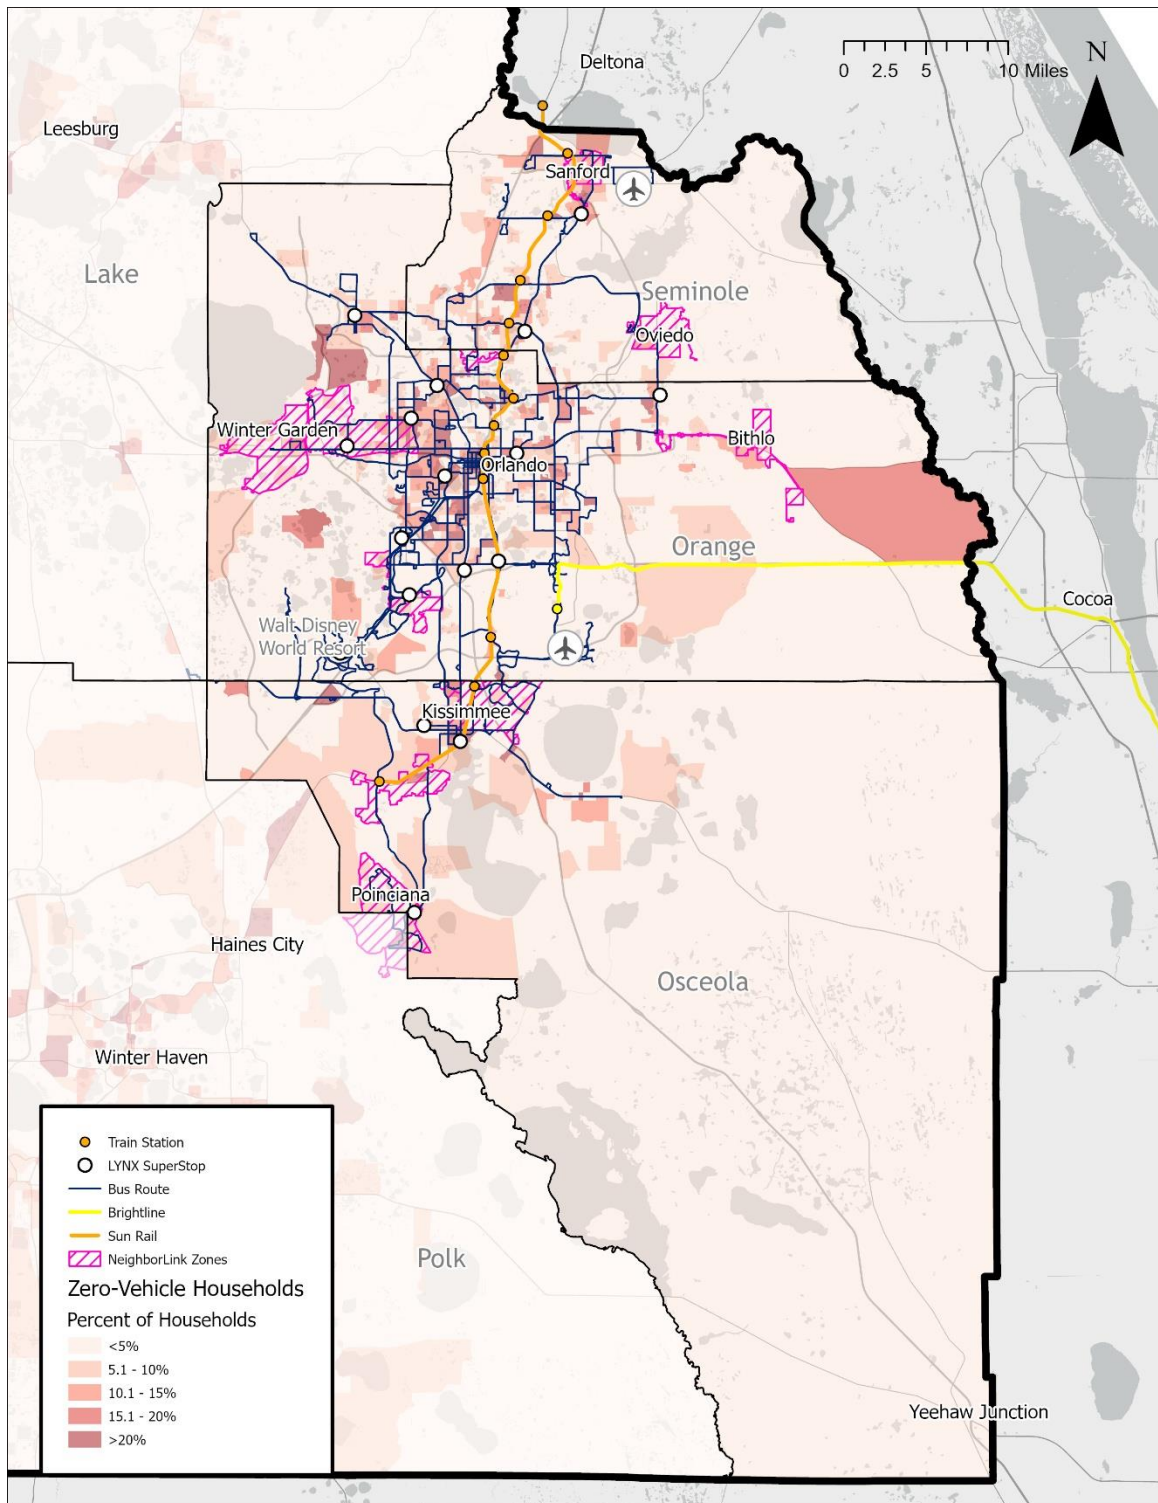 Deltona
0 2.5 5 10 Miles
N
Leesburg
Sanford
Lake
Seminole
Oviedo
Winter Garden
Bithlo
Orlando
Orange
Cocoa
Walt Disney
World Resort
Kissimmee
Poinciana
Haines City
Osceola
Winter Haven
Polk
Yeehaw Junction
Train Station
LYNX SuperStop
Bus Route
Brightline
Sun Rail
NeighborLink Zones
Zero-Vehicle Households
Percent of Households
<5%
5.1 - 10%
10.1 - 15%
15.1 - 20%
>20%